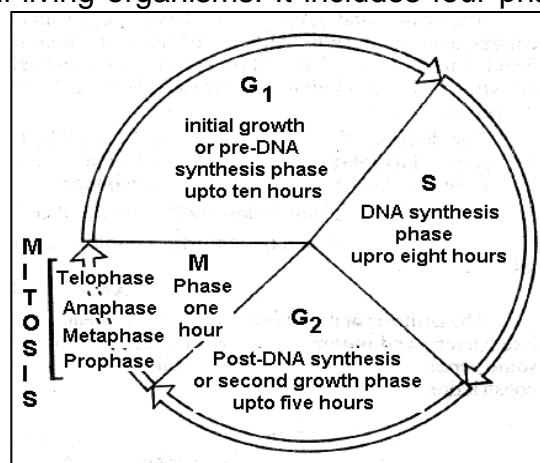 l living organisms. It includes four pha
G1
initial growth
or pre-DNA
synthesis phase
upto ten hours
S
DNA synthesis
phase
upro eight hours
G2
Post-DNA synthesis
or second growth phase
upto five hours
M
Phase
one
hour
MITOSIS
Telophase
Anaphase
Metaphase
Prophase